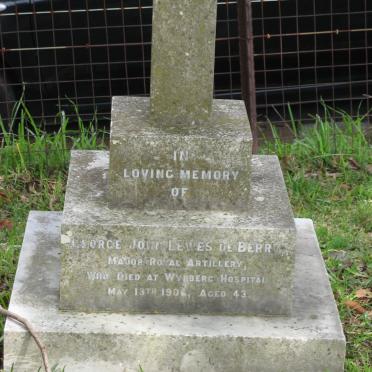 IN
LOVING MEMORY
OF
GEORGE JOHN LEWES DE BERRY
MAJOR ROYAL ARTILLERY
WHO DIED AT WYNBERG HOSPITAL
MAY 13TH 1906, AGED 43.